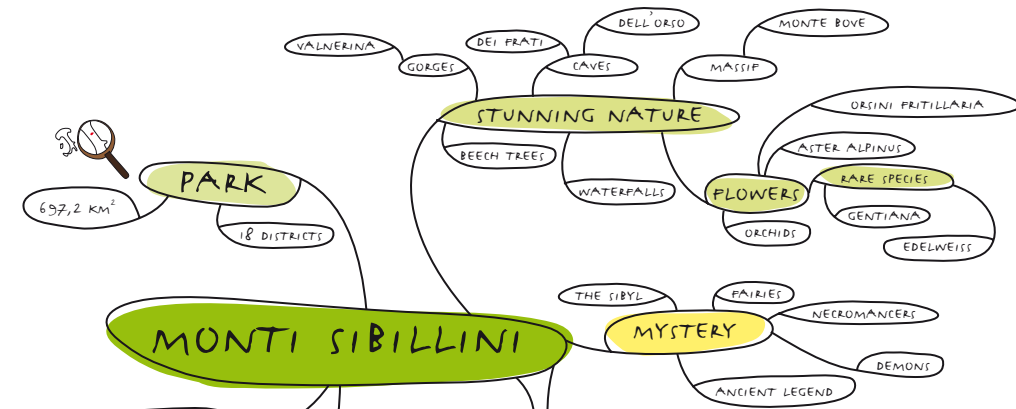 DELL'ORSO
MONTE BOVE
VALNERINA
DEI FRATI
GORGES
CAVES
MASSIF
ORSINI FRITILLARIA
STUNNING NATURE
BEECH TREES
ASTER ALPINUS
PARK
RARE SPECIES
WATERFALLS
FLOWERS
697,2 KM²
GENTIANA
18 DISTRICTS
ORCHIDS
EDELWEISS
THE SIBYL
FAIRIES
NECROMANCERS
MONTI SIBILLINI
MYSTERY
DEMONS
ANCIENT LEGEND